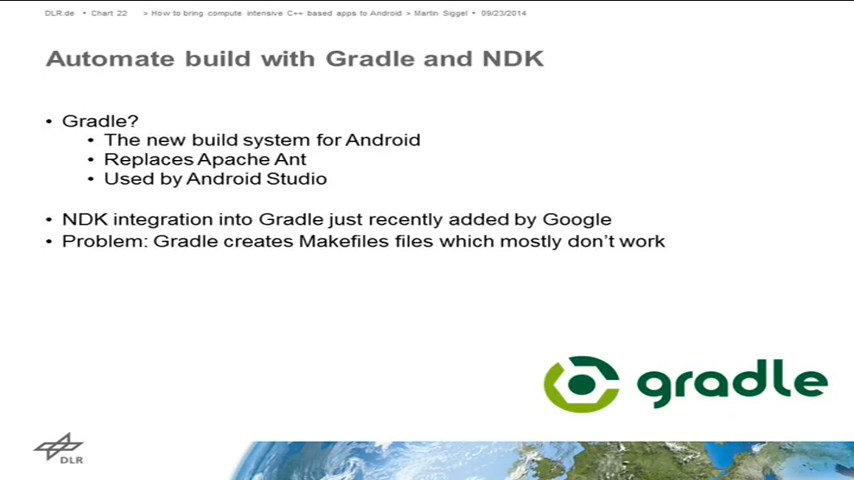 DLR.de • Chart 22 > How to bring compute intensive C++ based apps to Android > Martin Siggel • 09/23/2014
Automate build with Gradle and NDK
• Gradle?
• The new build system for Android
• Replaces Apache Ant
• Used by Android Studio
• NDK integration into Gradle just recently added by Google
• Problem: Gradle creates Makefiles files which mostly don't work
gradle
DLR